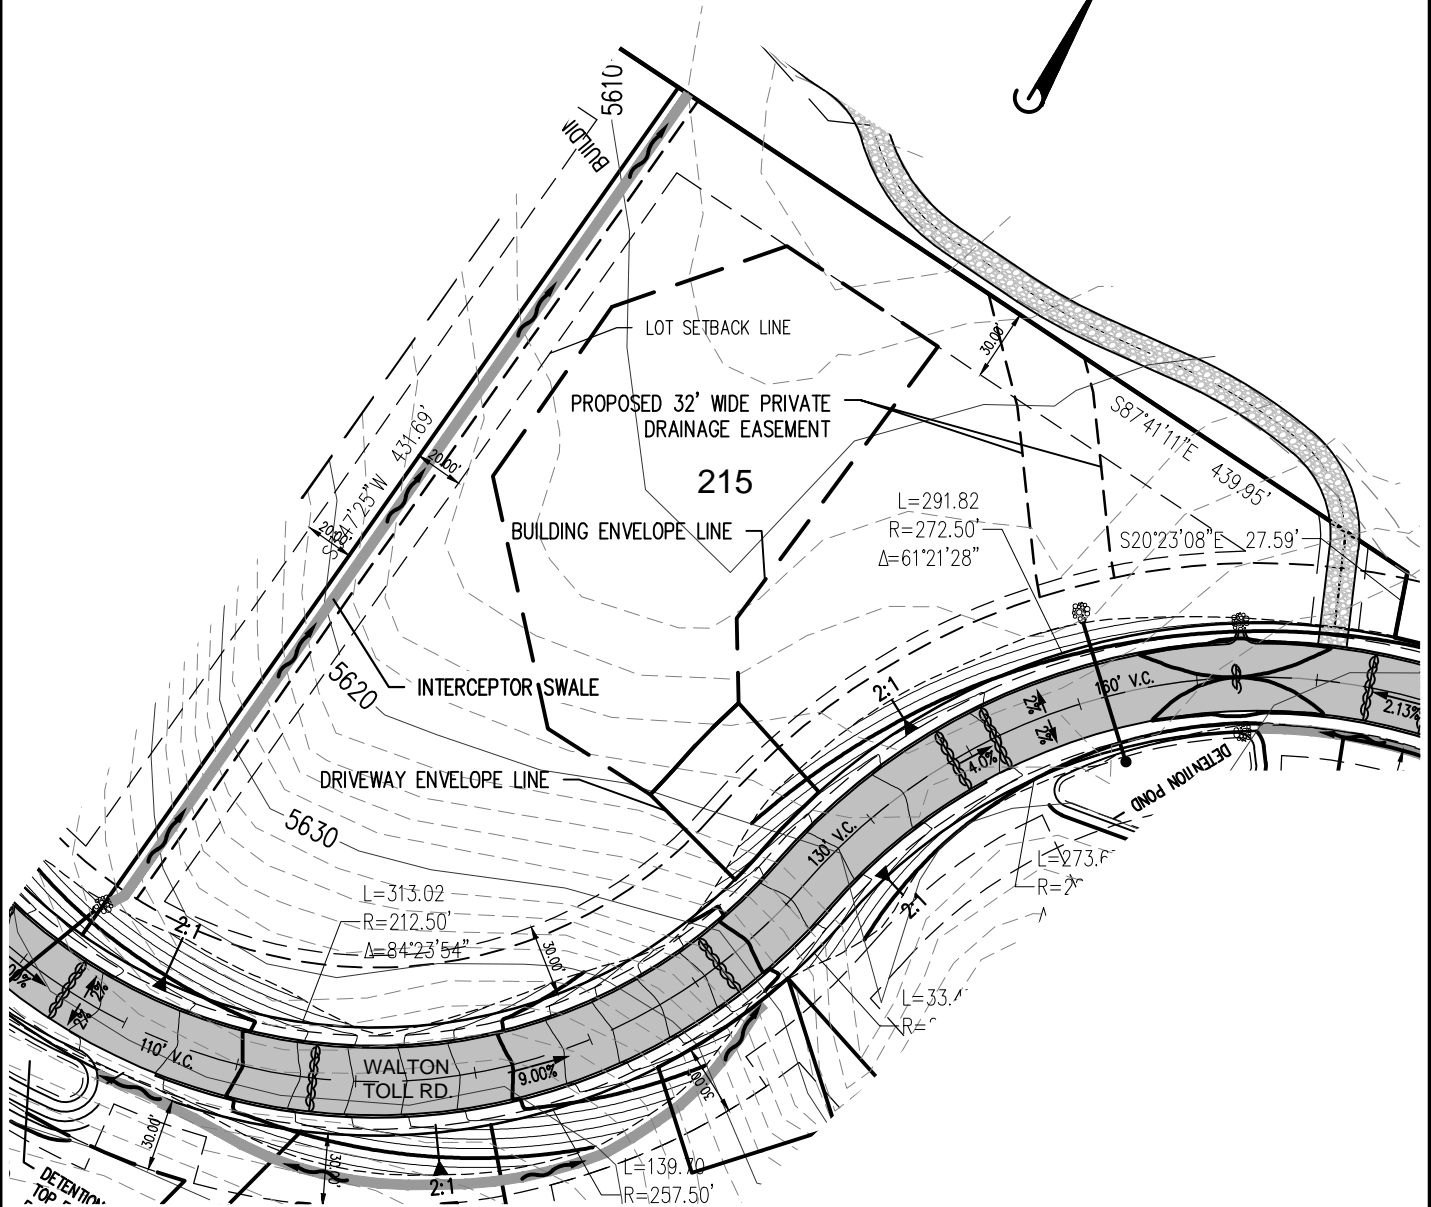 5610
LOT SETBACK LINE
PROPOSED 32' WIDE PRIVATE
DRAINAGE EASEMENT
30.00'
S87°41'11"E 439.95'
431.69'
20.00'
20.00'
215
BUILDING ENVELOPE LINE
L=291.82
R=272.50'
Δ=61°21'28"
S20°23'08"E 27.59'
INTERCEPTOR SWALE
5620
2:1
160' V.C.
2%
2%
4.0%
2.13%
DETENTION POND
DRIVEWAY ENVELOPE LINE
5630
130' V.C.
2:1
L=313.02
R=212.50'
Δ=84°23'54"
2:1
30.00'
2%
2%
110' V.C.
WALTON
TOLL RD.
9.00%
30.00'
30.00'
30.00'
2:1
L=139.70
R=257.50'
DETENTION